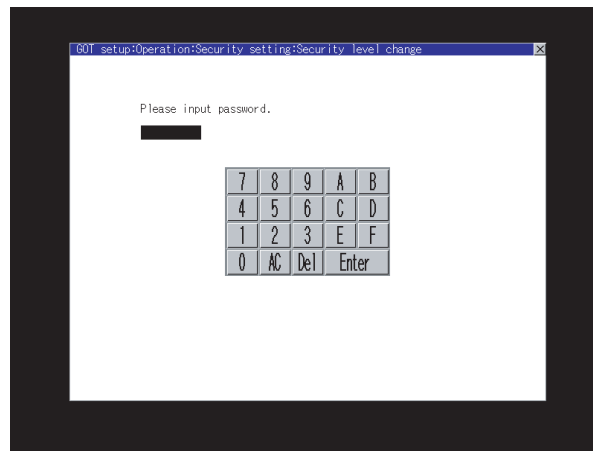 GOT setup:Operation:Security setting:Security level change
Please input password.
7 8 9 A B
4 5 6 C D
1 2 3 E F
0 AC Del Enter